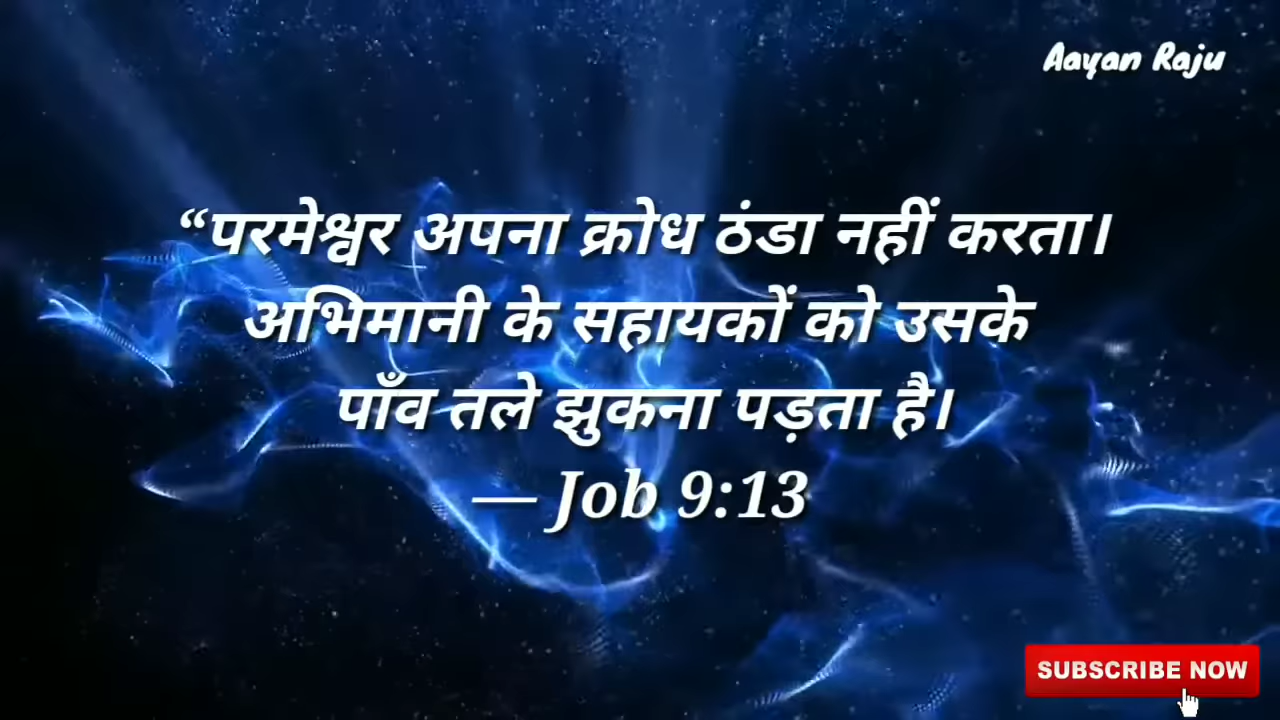 Aayan Raju
“परमेश्वर अपना क्रोध ठंडा नहीं करता।
अभिमानी के सहायकों को उसके
पाँव तले झुकना पड़ता है।
— Job 9:13
SUBSCRIBE NOW